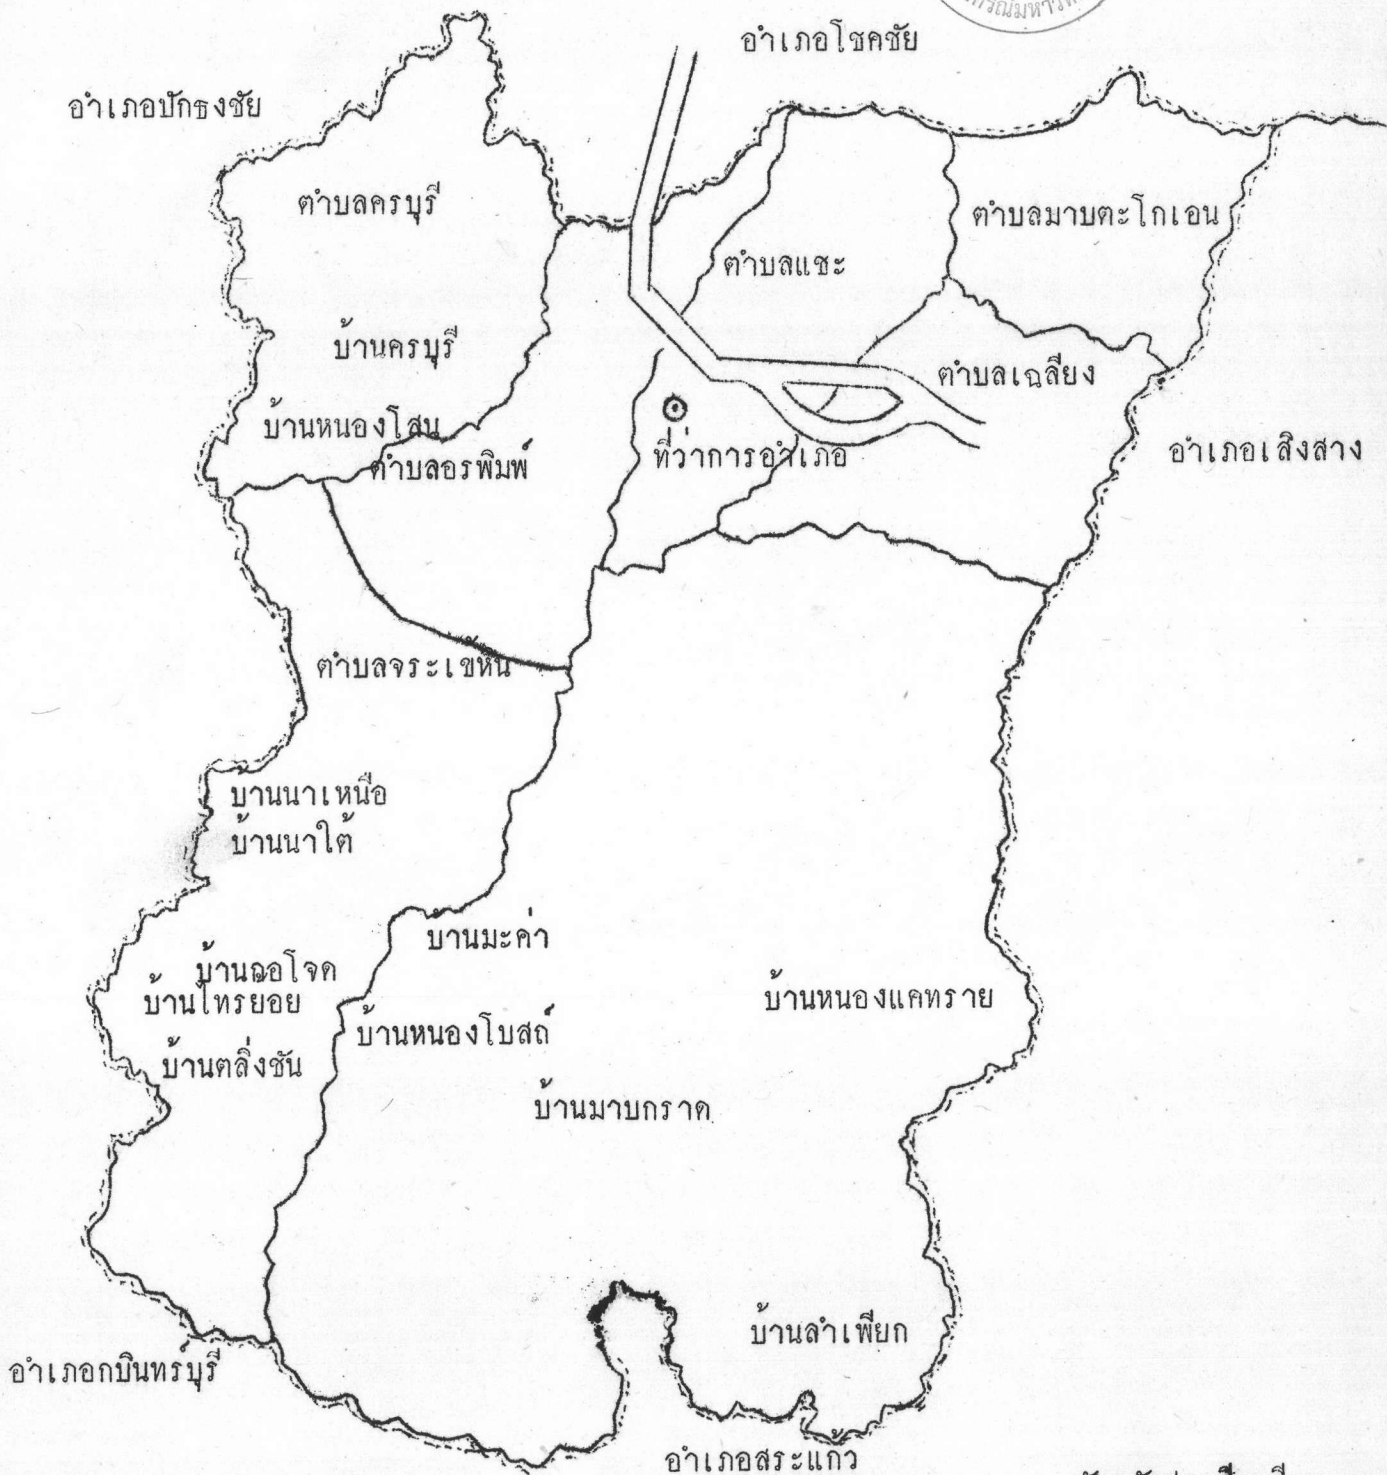 อำเภอโชคชัย
อำเภอปักธงชัย
ตำบลครบุรี
ตำบลมาบตะโกเอน
ตำบลแชะ
บ้านครบุรี
ตำบลเฉลียง
บ้านหนองโสน
ที่ว่าการอำเภอ
อำเภอเสิงสาง
ตำบลอรพิมพ์
ตำบลจระเข้หิน
บ้านนาเหนือ
บ้านนาใต้
บ้านมะค่า
บ้านไทรย้อย
บ้านหนองแคทราย
บ้านหนองโบสถ์
บ้านตลิ่งชัน
บ้านมาบกราด
บ้านลำเพียก
อำเภอกบินทรบุรี
อำเภอสระแก้ว